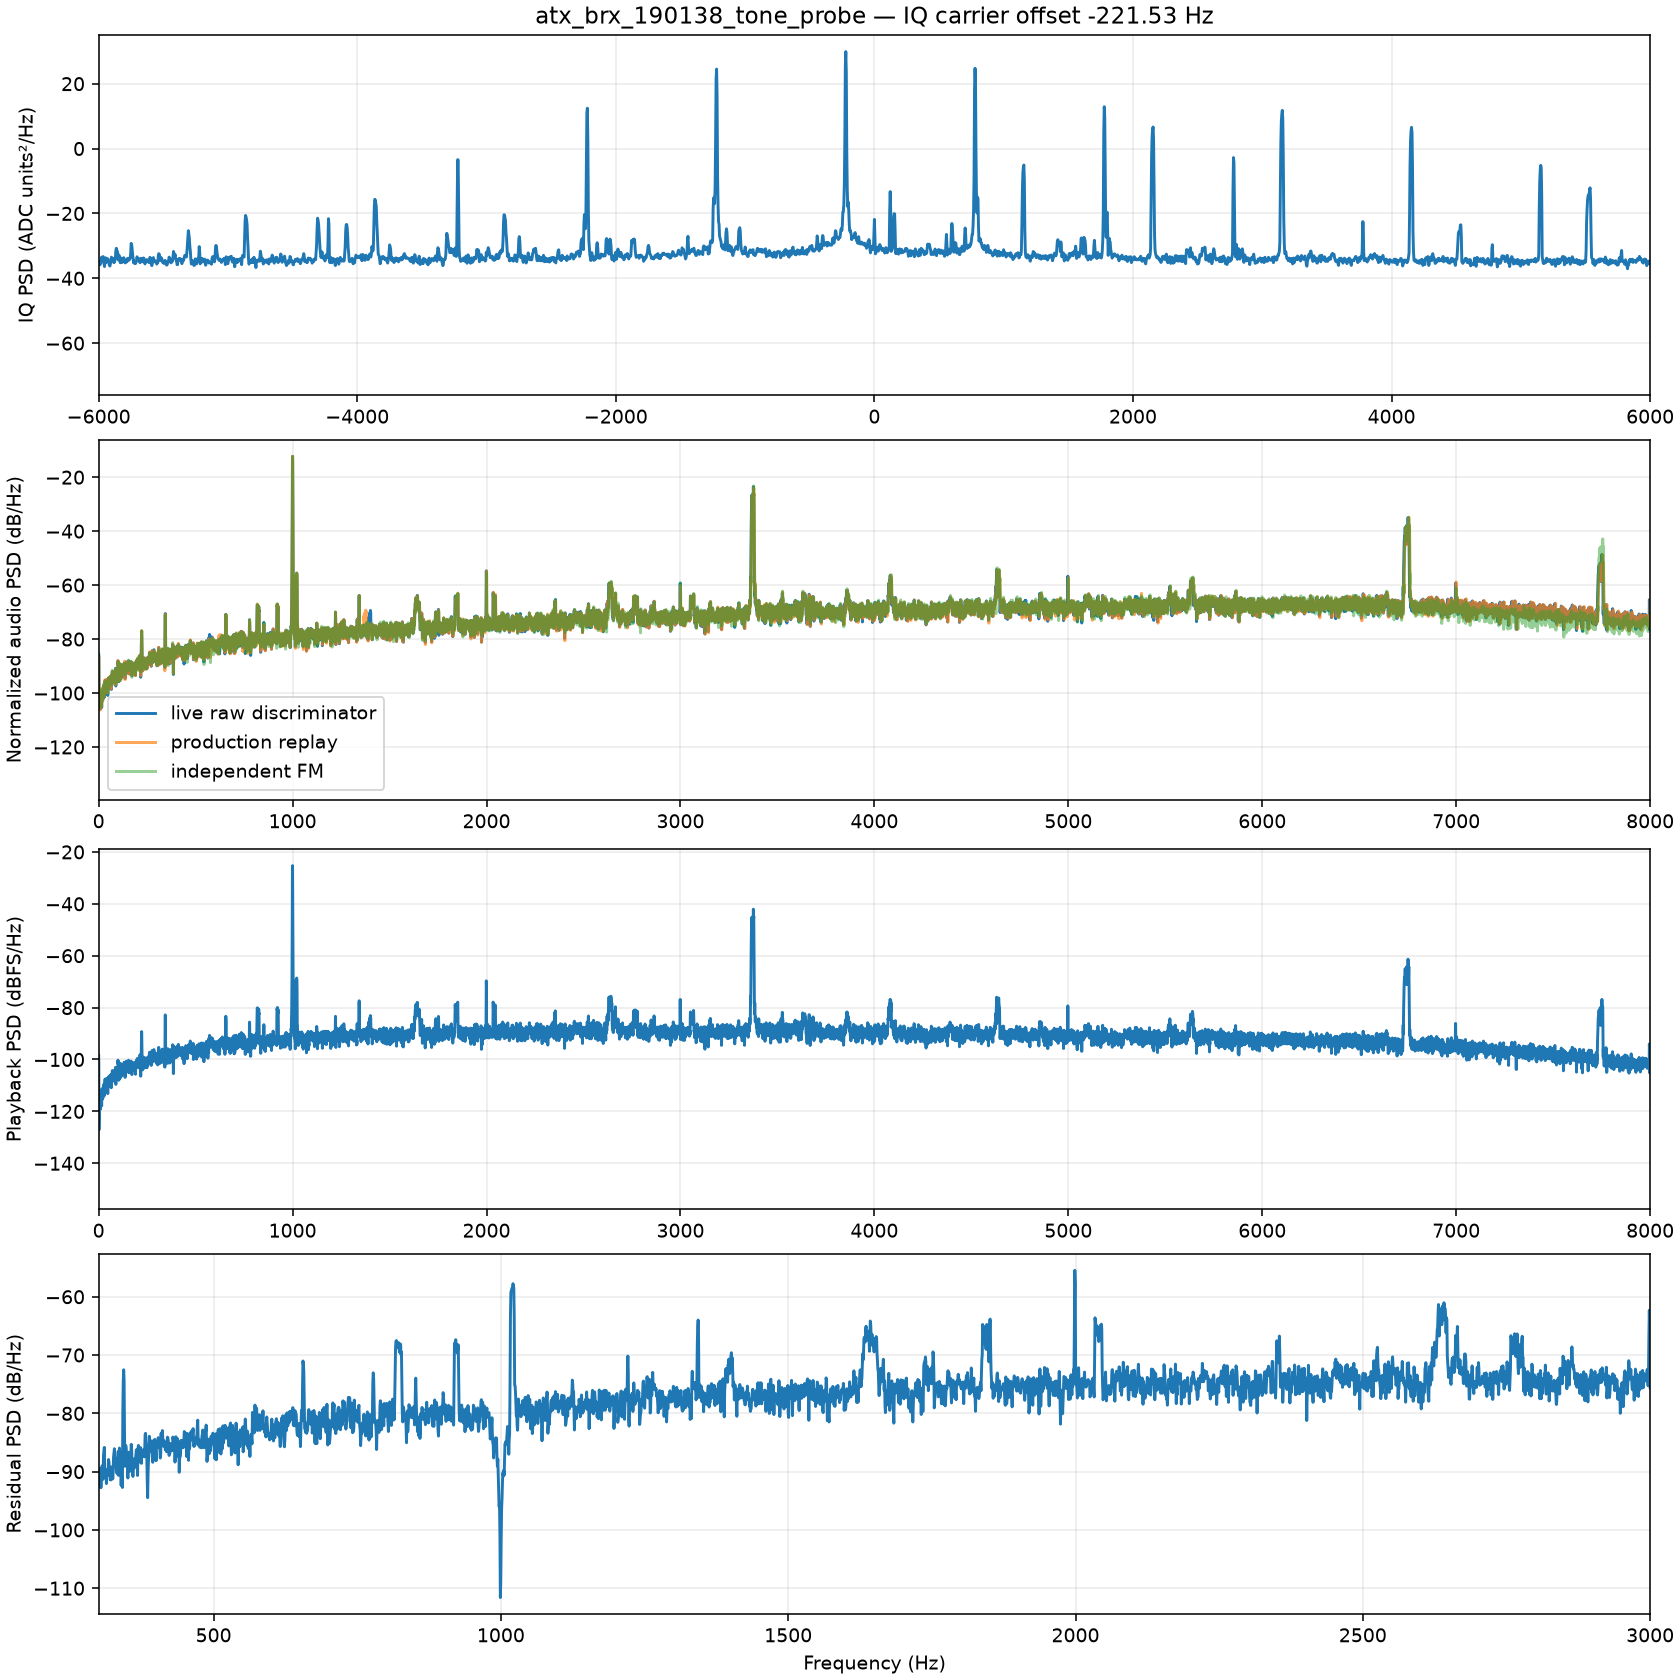 atx_brx_190138_tone_probe — IQ carrier offset -221.53 Hz
IQ PSD (ADC units²/Hz)
20
0
−20
−40
−60
−6000 −4000 −2000 0 2000 4000 6000
Normalized audio PSD (dB/Hz)
−20
−40
−60
−80
−100
−120
live raw discriminator
production replay
independent FM
0 1000 2000 3000 4000 5000 6000 7000 8000
Playback PSD (dBFS/Hz)
−20
−40
−60
−80
−100
−120
−140
0 1000 2000 3000 4000 5000 6000 7000 8000
Residual PSD (dB/Hz)
−60
−70
−80
−90
−100
−110
500 1000 1500 2000 2500 3000
Frequency (Hz)